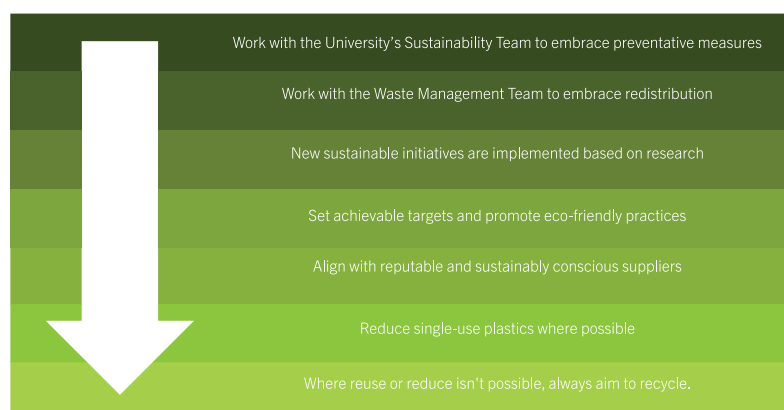 Work with the University’s Sustainability Team to embrace preventative measures
Work with the Waste Management Team to embrace redistribution
New sustainable initiatives are implemented based on research
Set achievable targets and promote eco-friendly practices
Align with reputable and sustainably conscious suppliers
Reduce single-use plastics where possible
Where reuse or reduce isn’t possible, always aim to recycle.